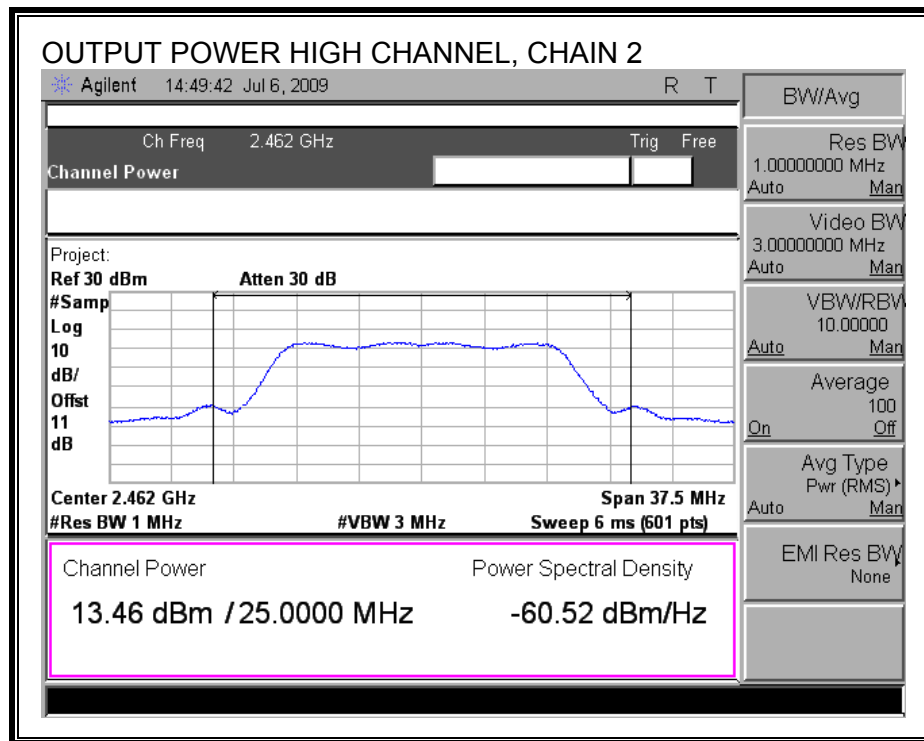 OUTPUT POWER HIGH CHANNEL, CHAIN 2
Agilent 14:49:42 Jul 6, 2009 R T
Ch Freq 2.462 GHz Trig Free
Channel Power
Project:
Ref 30 dBm Atten 30 dB
#Samp
Log
10
dB/
Offst
11
dB
Center 2.462 GHz Span 37.5 MHz
#Res BW 1 MHz #VBW 3 MHz Sweep 6 ms (601 pts)
Channel Power Power Spectral Density
13.46 dBm / 25.0000 MHz -60.52 dBm/Hz
BW/Avg
Res BW
1.00000000 MHz
Auto Man
Video BW
3.00000000 MHz
Auto Man
VBW/RBW
10.00000
Auto Man
Average
100
On Off
Avg Type
Pwr (RMS)
Auto Man
EMI Res BW
None